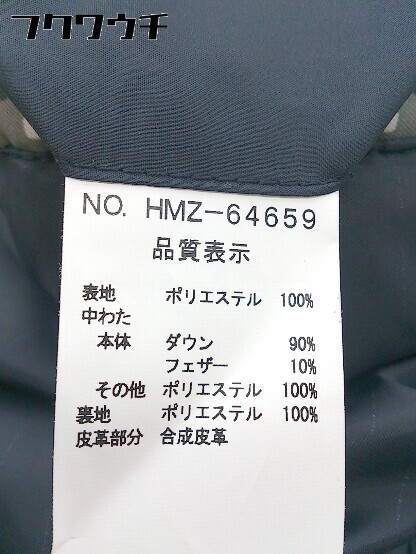 フクワウチ
NO. HMZ-64659
品質表示
表地 ポリエステル 100%
中わた
本体 ダウン 90%
フェザー 10%
その他 ポリエステル 100%
裏地 ポリエステル 100%
皮革部分 合成皮革